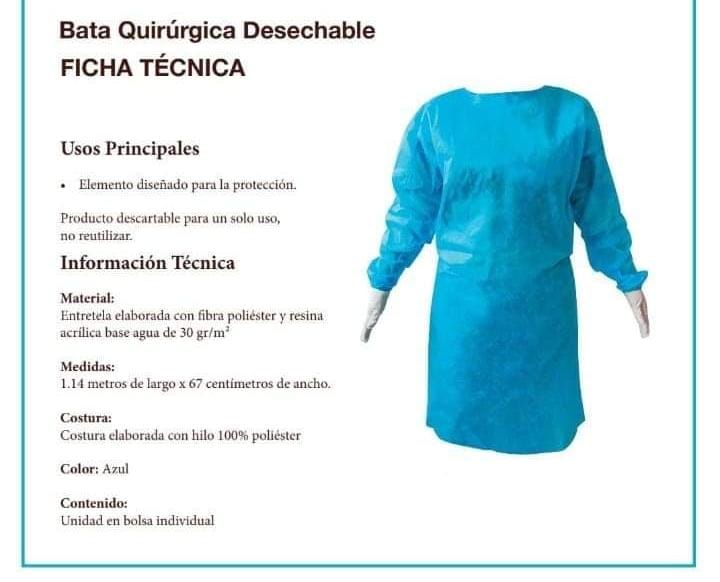 Bata Quirúrgica Desechable
FICHA TÉCNICA
Usos Principales
• Elemento diseñado para la protección.
Producto descartable para un solo uso,
no reutilizar.
Información Técnica
Material:
Entretela elaborada con fibra poliéster y resina
acrílica base agua de 30 gr/m²
Medidas:
1.14 metros de largo x 67 centímetros de ancho.
Costura:
Costura elaborada con hilo 100% poliéster
Color: Azul
Contenido:
Unidad en bolsa individual